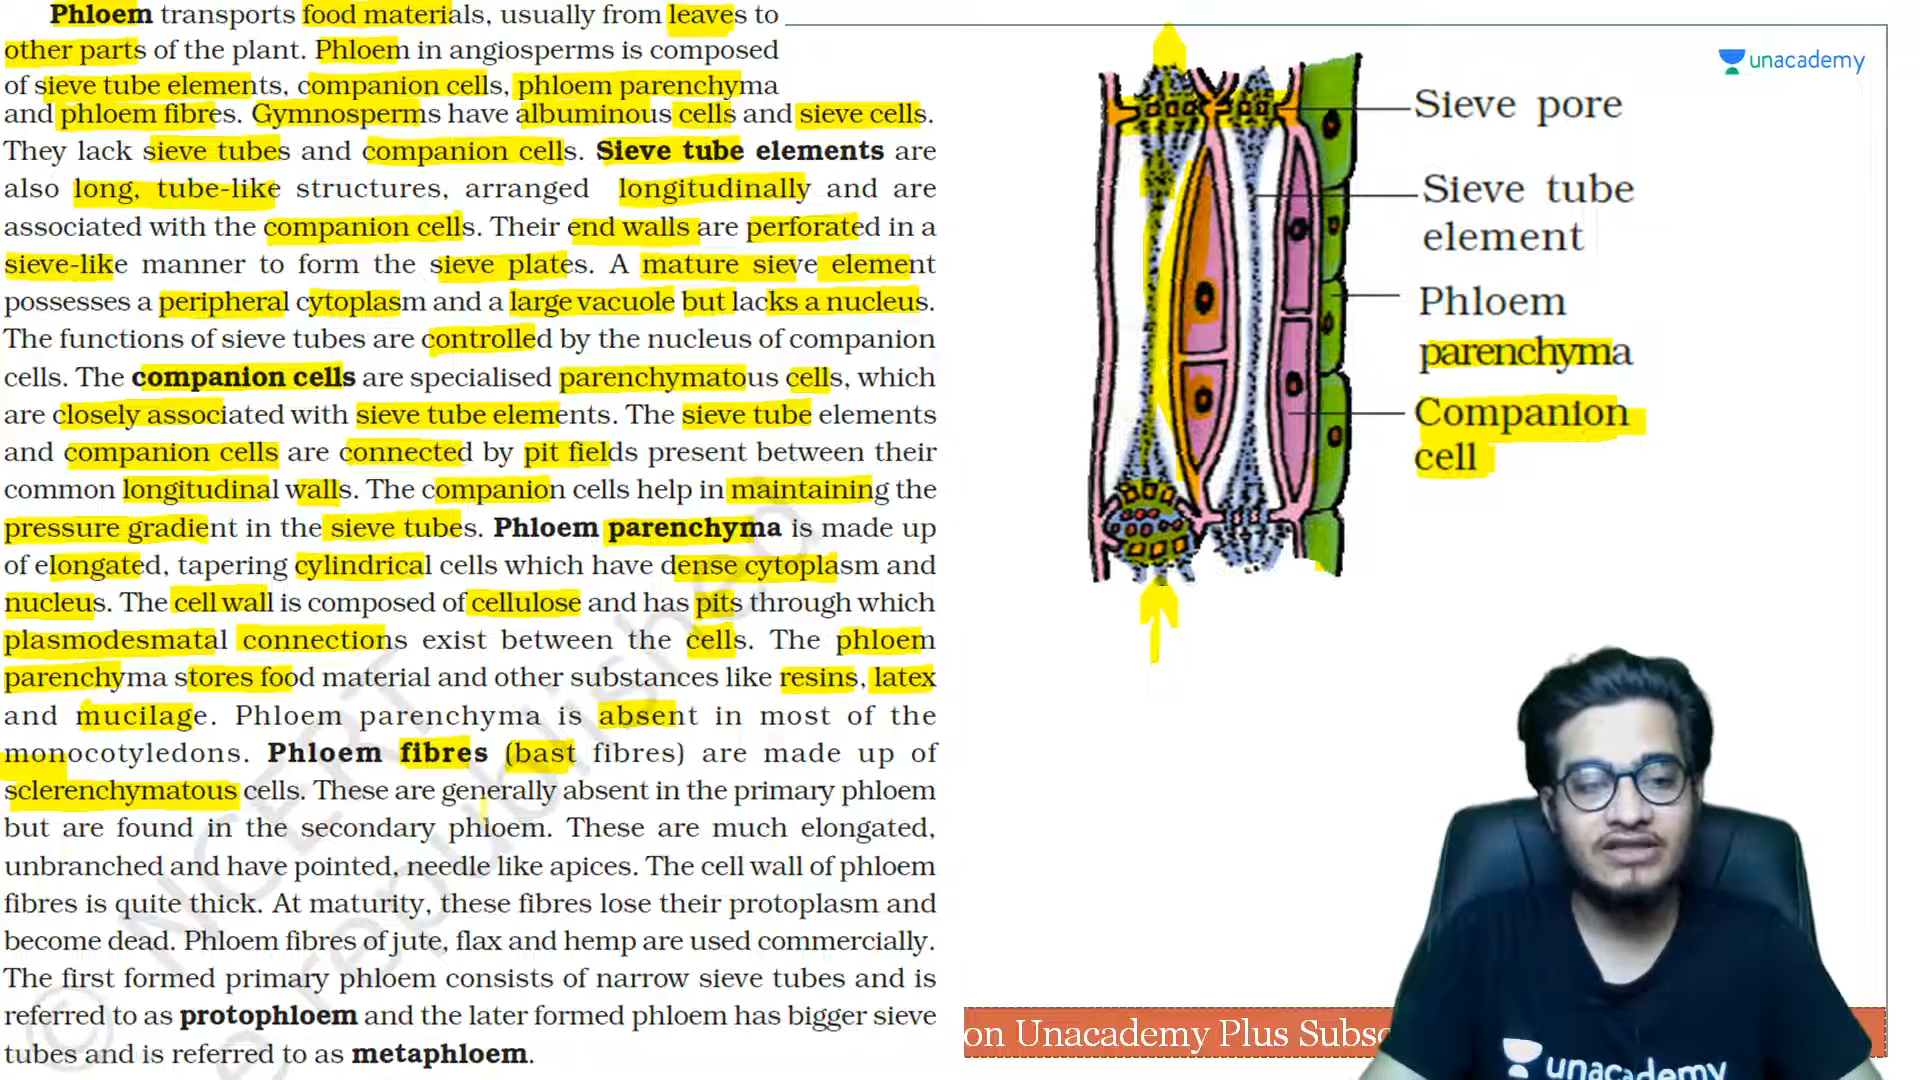 Phloem transports food materials, usually from leaves to
other parts of the plant. Phloem in angiosperms is composed
of sieve tube elements, companion cells, phloem parenchyma
and phloem fibres. Gymnosperms have albuminous cells and sieve cells.
They lack sieve tubes and companion cells. Sieve tube elements are
also long, tube-like structures, arranged longitudinally and are
associated with the companion cells. Their end walls are perforated in a
sieve-like manner to form the sieve plates. A mature sieve element
possesses a peripheral cytoplasm and a large vacuole but lacks a nucleus.
The functions of sieve tubes are controlled by the nucleus of companion
cells. The companion cells are specialised parenchymatous cells, which
are closely associated with sieve tube elements. The sieve tube elements
and companion cells are connected by pit fields present between their
common longitudinal walls. The companion cells help in maintaining the
pressure gradient in the sieve tubes. Phloem parenchyma is made up
of elongated, tapering cylindrical cells which have dense cytoplasm and
nucleus. The cell wall is composed of cellulose and has pits through which
plasmodesmatal connections exist between the cells. The phloem
parenchyma stores food material and other substances like resins, latex
and mucilage. Phloem parenchyma is absent in most of the
monocotyledons. Phloem fibres (bast fibres) are made up of
sclerenchymatous cells. These are generally absent in the primary phloem
but are found in the secondary phloem. These are much elongated,
unbranched and have pointed, needle like apices. The cell wall of phloem
fibres is quite thick. At maturity, these fibres lose their protoplasm and
become dead. Phloem fibres of jute, flax and hemp are used commercially.
The first formed primary phloem consists of narrow sieve tubes and is
referred to as protophloem and the later formed phloem has bigger sieve
tubes and is referred to as metaphloem.
© NCERT
republished
unacademy
Sieve pore
Sieve tube
element
Phloem
parenchyma
Companion
cell
on Unacademy Plus Subsc
unacademy